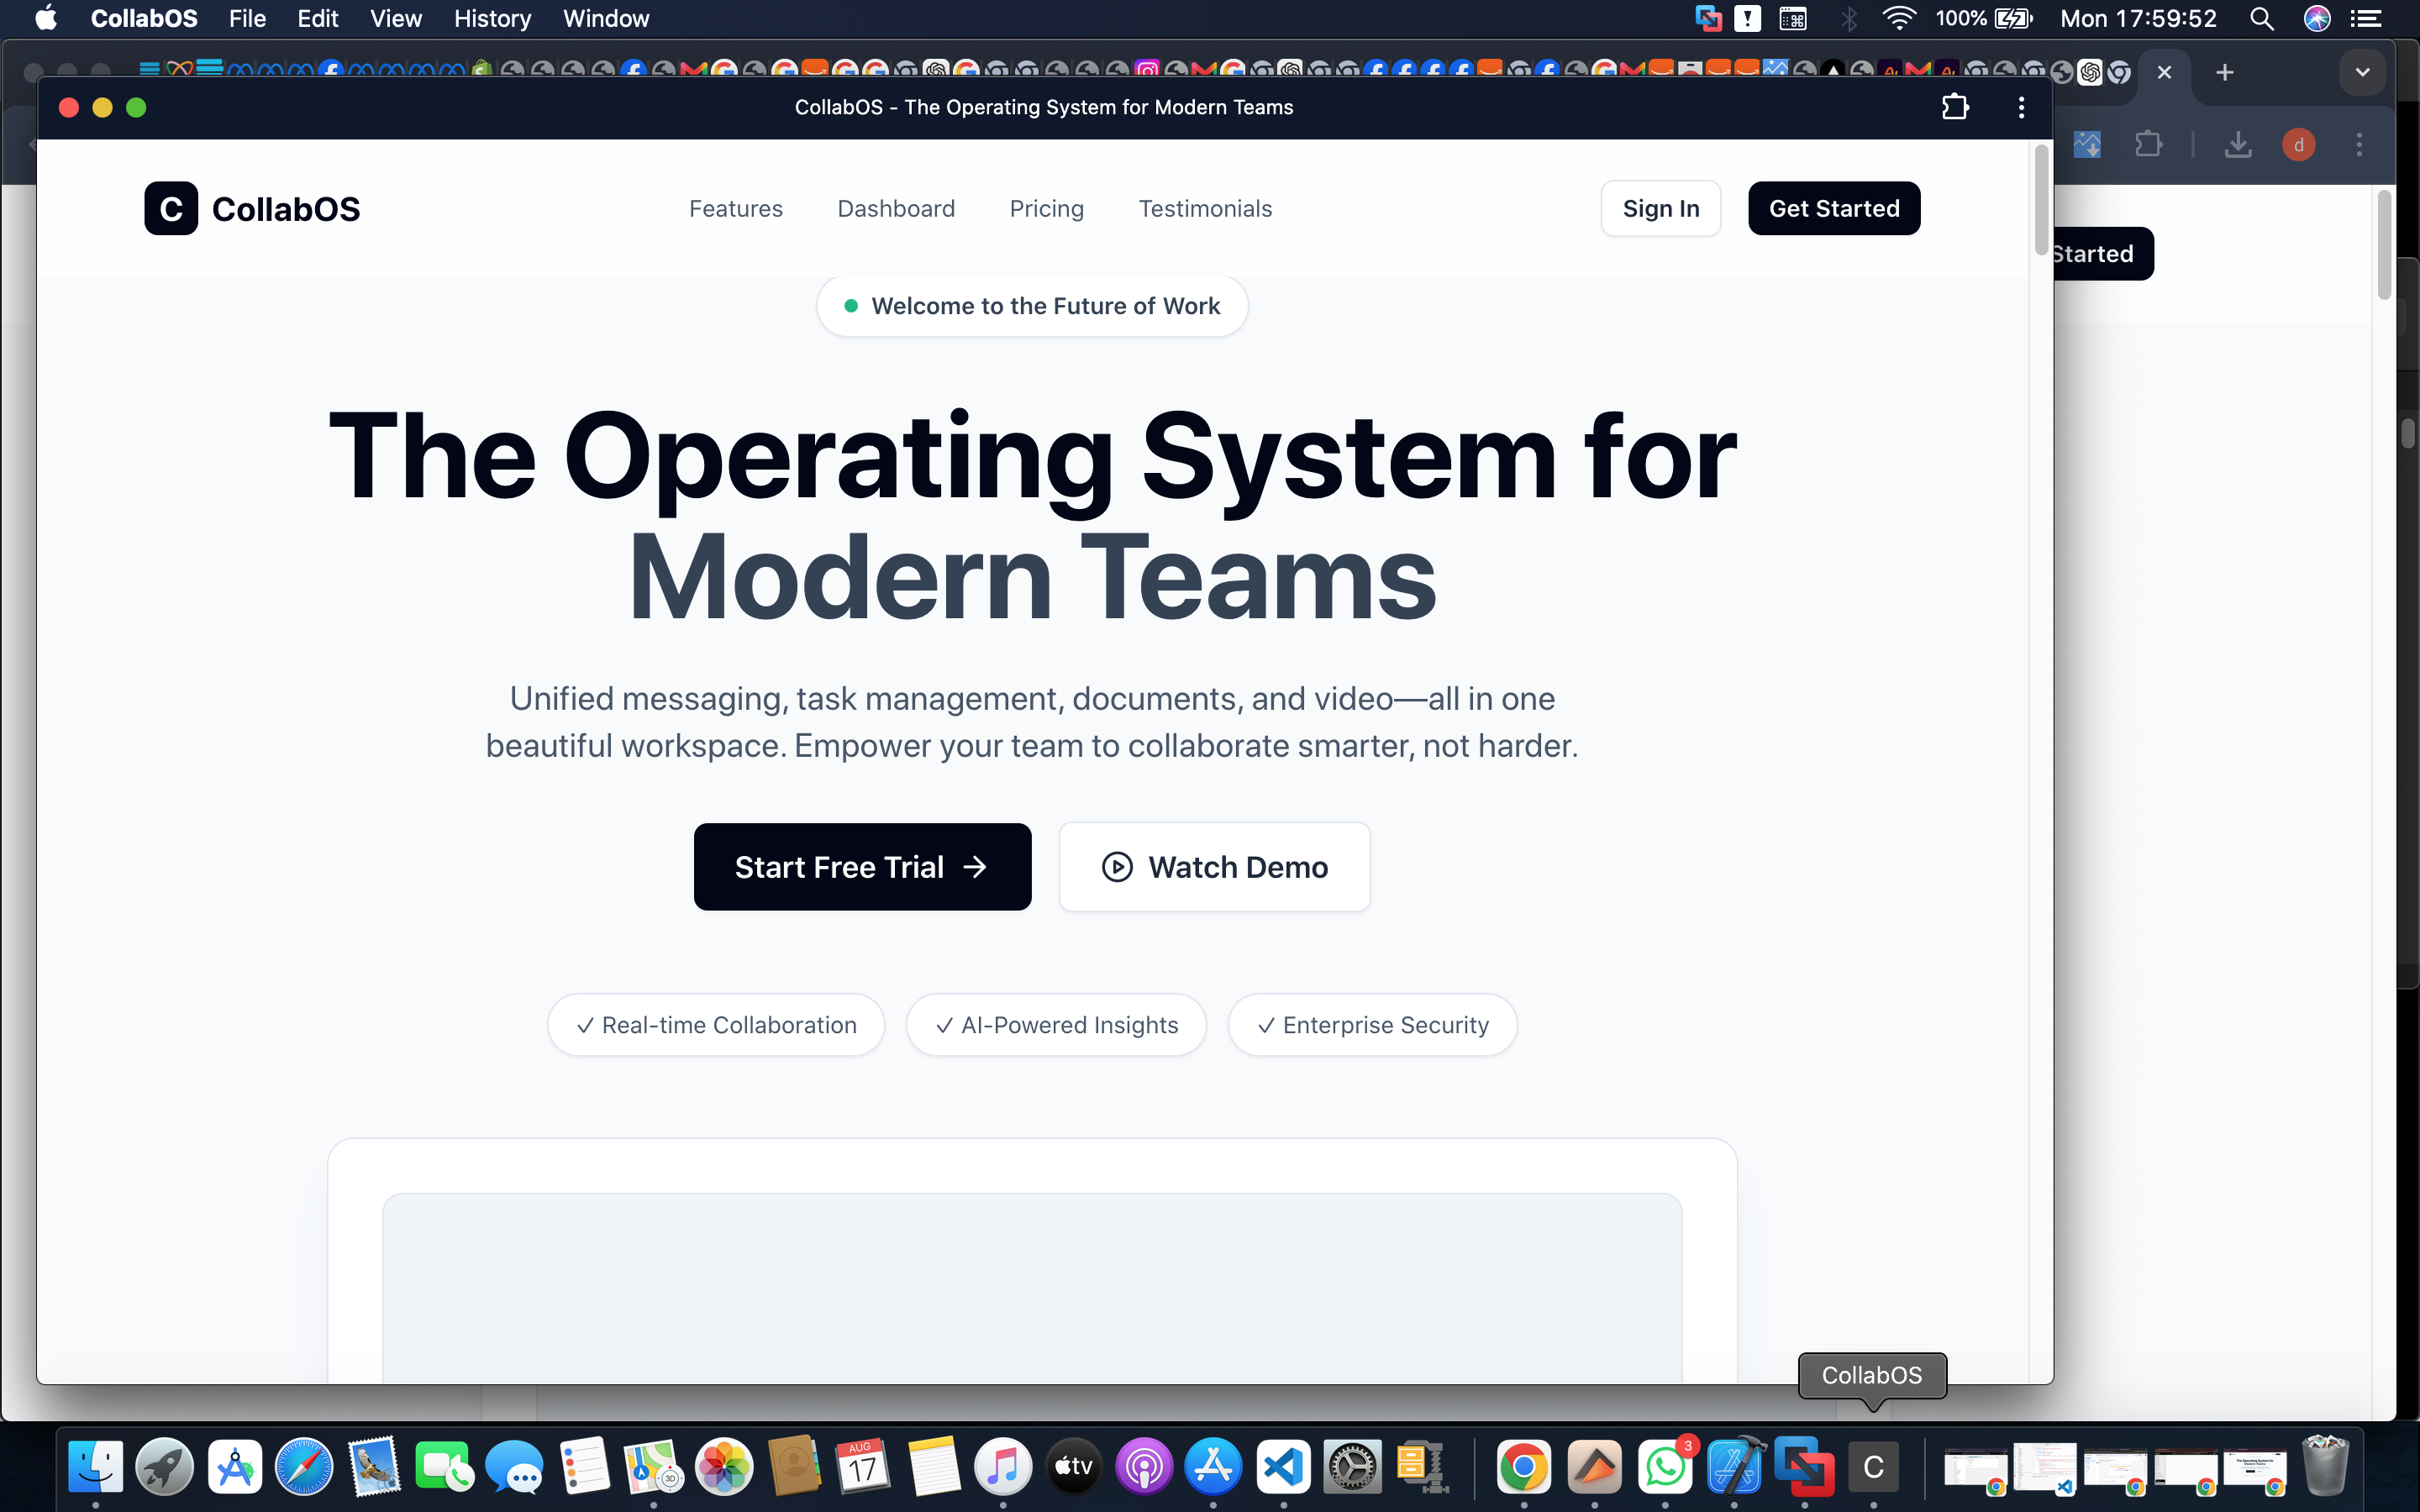 CollabOS File Edit View History Window
100% Mon 17:59:52
CollabOS - The Operating System for Modern Teams
d
C CollabOS Features Dashboard Pricing Testimonials Sign In Get Started
Started
Welcome to the Future of Work
The Operating System for
Modern Teams
Unified messaging, task management, documents, and video—all in one
beautiful workspace. Empower your team to collaborate smarter, not harder.
Start Free Trial → Watch Demo
✓ Real-time Collaboration ✓ AI-Powered Insights ✓ Enterprise Security
CollabOS
3D
AUG
17
tv
3
C